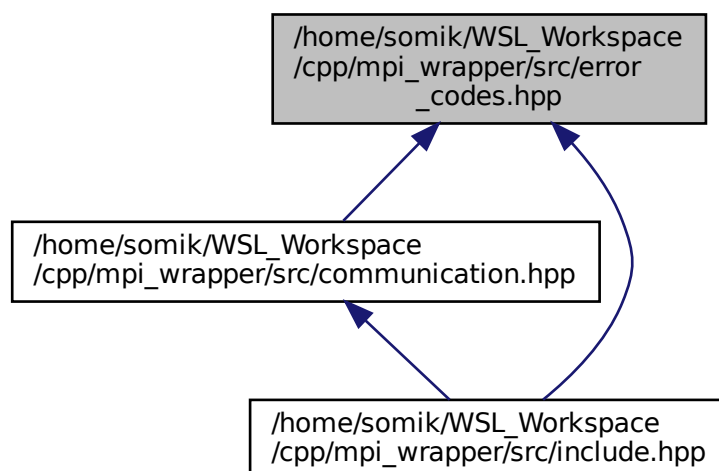 /home/somik/WSL_Workspace
/cpp/mpi_wrapper/src/error
_codes.hpp
/home/somik/WSL_Workspace
/cpp/mpi_wrapper/src/communication.hpp
/home/somik/WSL_Workspace
/cpp/mpi_wrapper/src/include.hpp